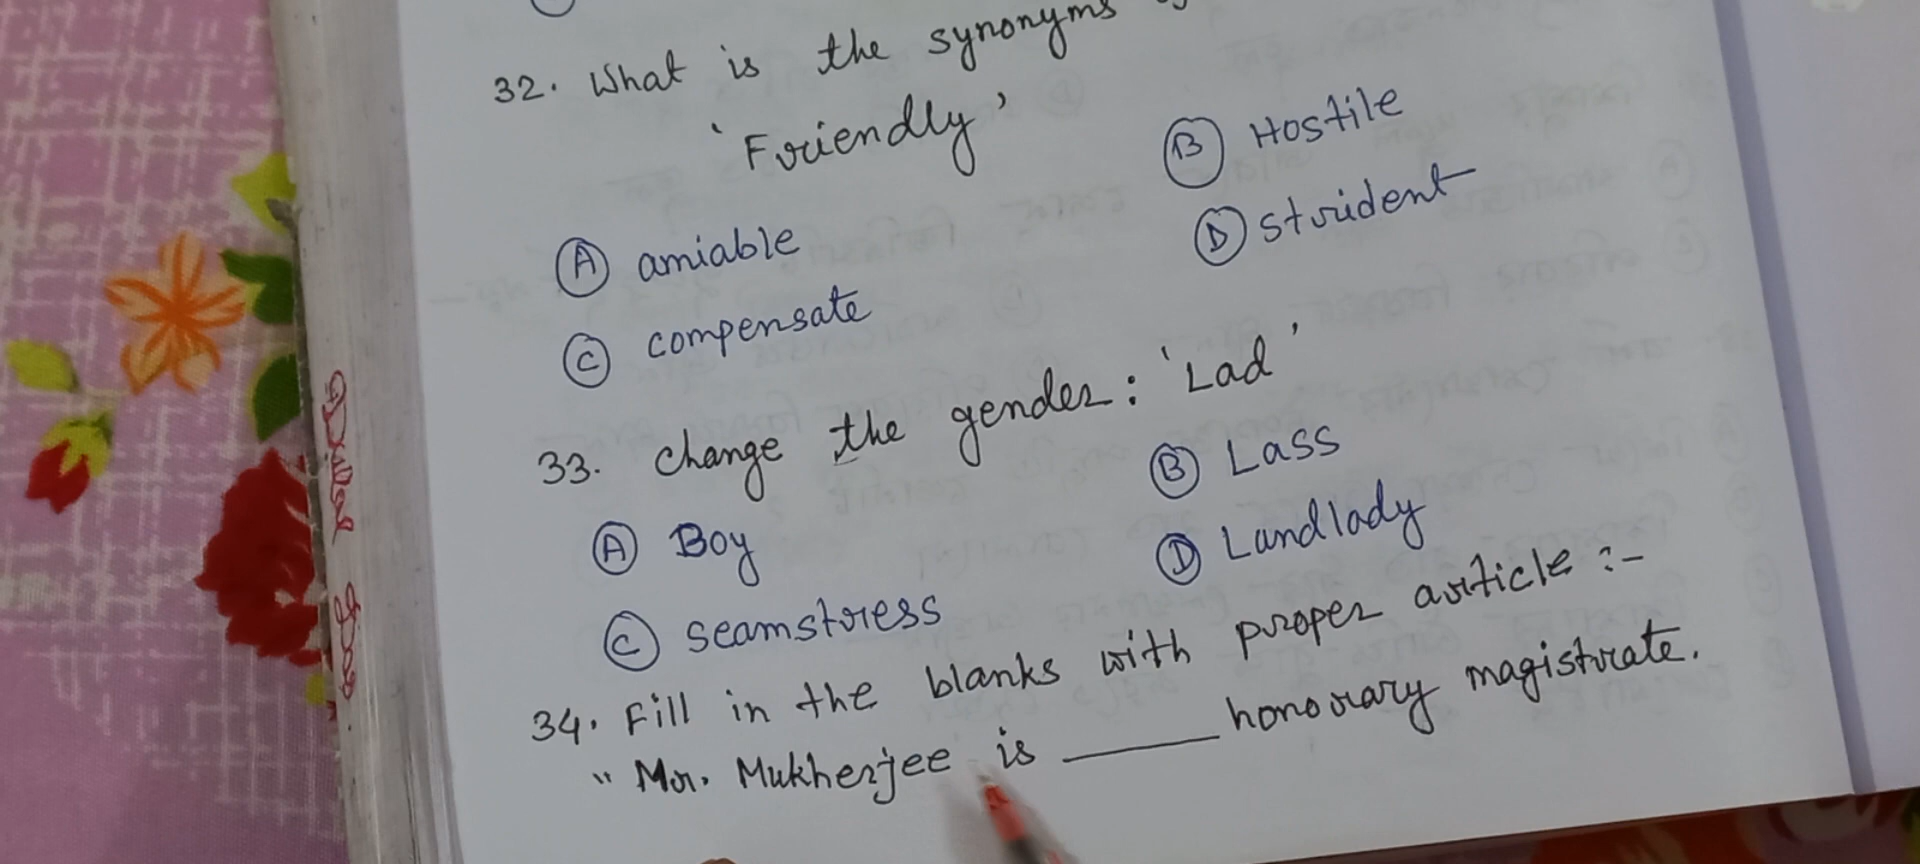 32. What is the synonyms
'Friendly'
(A) amiable (B) Hostile
(C) compensate (D) strident
33. Change the gender: 'Lad'
(A) Boy (B) Lass
(C) seamstress (D) Landlady
34. Fill in the blanks with proper article :-
"Mr. Mukherjee is ______ honorary magistrate.